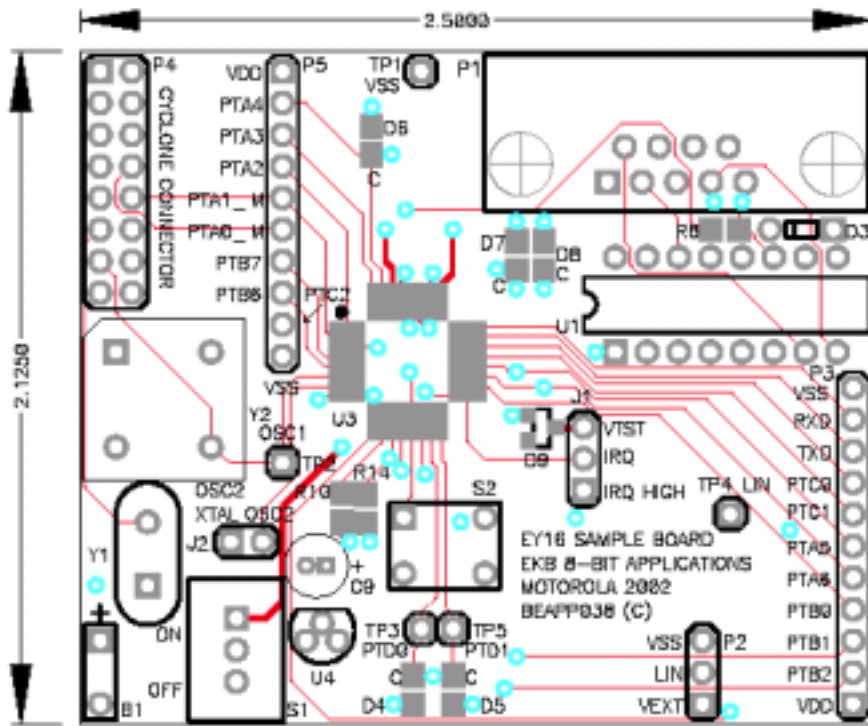 2.5000
2.1250
P4
CYCLONE CONNECTOR
P5
VDD
PTA4
PTA3
PTA2
PTA1_M
PTA0_M
PTB7
PTB6
PTC2
VSS
TP1
VSS
D6
C
P1
D7
D8
C
C
R8
D3
U1
U3
Y2
OSC1
TP2
OSC2
XTAL OSC2
J2
R10
R14
S2
J1
VTST
IRQ
IRQ HIGH
D9
TP4 LIN
P3
VSS
RXD
TXD
PTC0
PTC1
PTA5
PTA6
PTB0
PTB1
PTB2
VDD
EY16 SAMPLE BOARD
EKB 8-BIT APPLICATIONS
MOTOROLA 2002
BEAPP038 (C)
Y1
+
B1
ON
OFF
S1
+
C9
U4
TP3
PTD0
TP5
PTD1
C
C
D4
D5
VSS
LIN
VEXT
P2